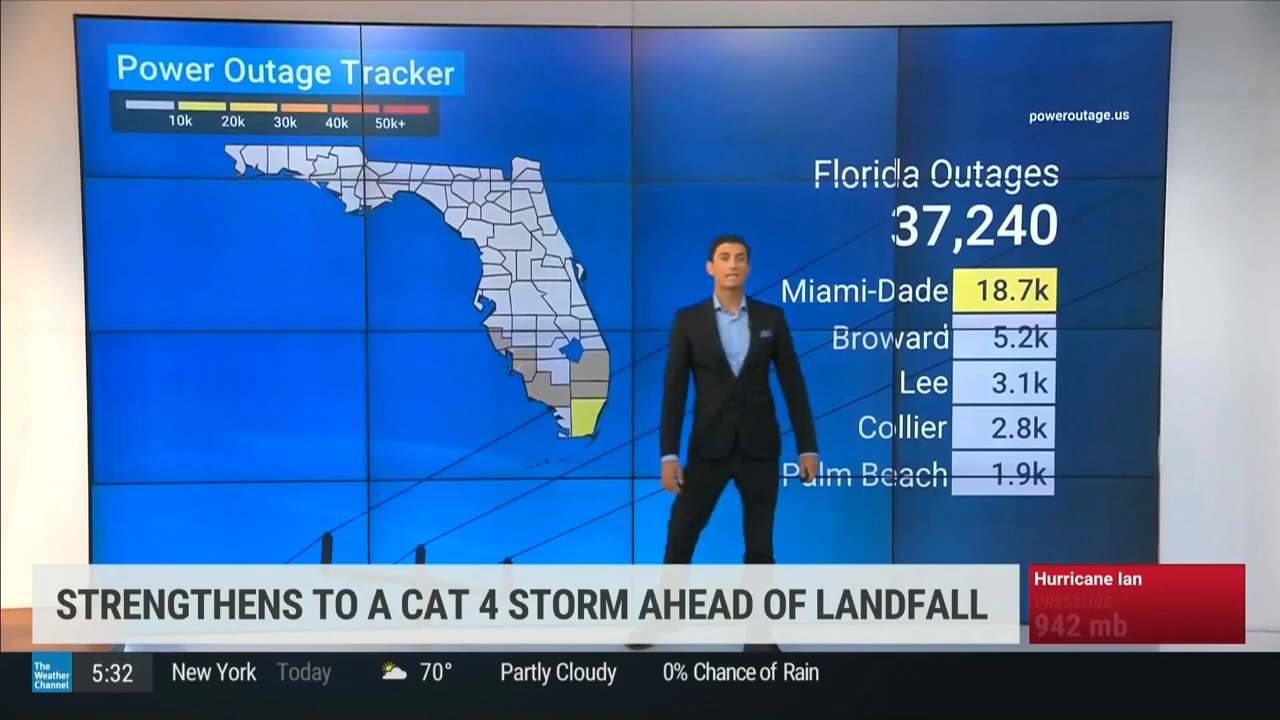 Power Outage Tracker
10k 20k 30k 40k 50k+
poweroutage.us
Florida Outages
37,240
Miami-Dade 18.7k
Broward 5.2k
Lee 3.1k
Collier 2.8k
Palm Beach 1.9k
STRENGTHENS TO A CAT 4 STORM AHEAD OF LANDFALL
Hurricane Ian
PRESSURE
942 mb
The
Weather
Channel
5:32 New York Today 70° Partly Cloudy 0% Chance of Rain